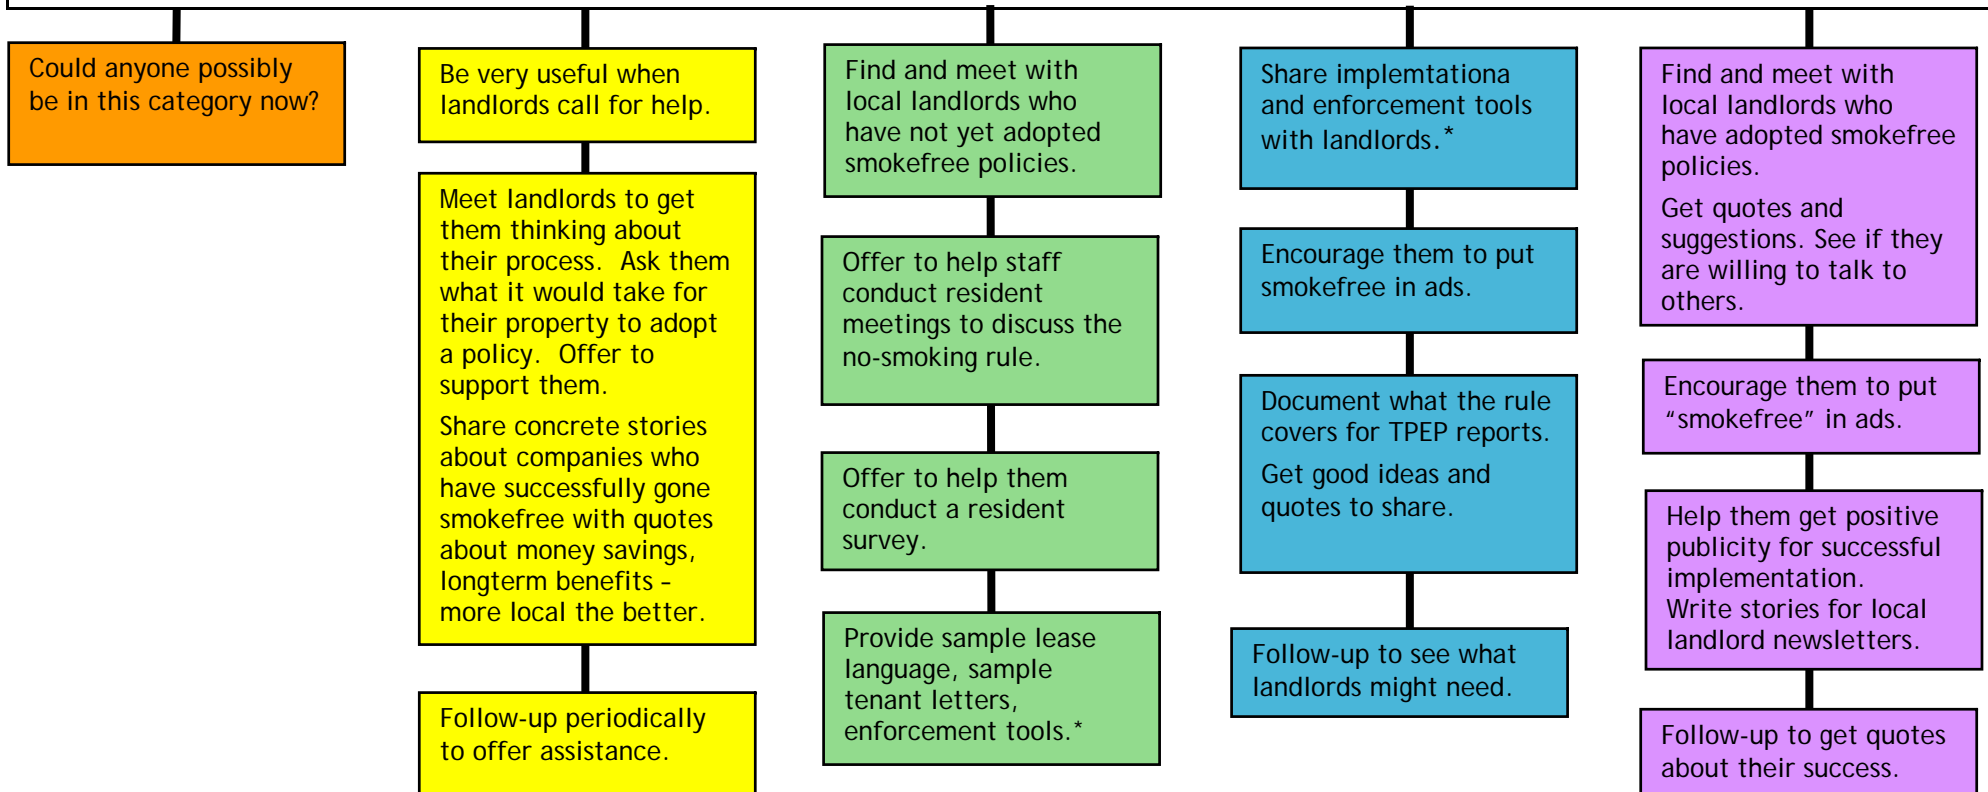 Could anyone possibly
be in this category now?
Be very useful when
landlords call for help.
Meet landlords to get
them thinking about
their process.  Ask them
what it would take for
their property to adopt
a policy.  Offer to
support them.
Share concrete stories
about companies who
have successfully gone
smokefree with quotes
about money savings,
longterm benefits –
more local the better.
Follow-up periodically
to offer assistance.
Find and meet with
local landlords who
have not yet adopted
smokefree policies.
Offer to help staff
conduct resident
meetings to discuss the
no-smoking rule.
Offer to help them
conduct a resident
survey.
Provide sample lease
language, sample
tenant letters,
enforcement tools.*
Share implemtationa
and enforcement tools
with landlords.*
Encourage them to put
smokefree in ads.
Document what the rule
covers for TPEP reports.
Get good ideas and
quotes to share.
Follow-up to see what
landlords might need.
Find and meet with
local landlords who
have adopted smokefree
policies.
Get quotes and
suggestions. See if they
are willing to talk to
others.
Encourage them to put
“smokefree” in ads.
Help them get positive
publicity for successful
implementation.
Write stories for local
landlord newsletters.
Follow-up to get quotes
about their success.